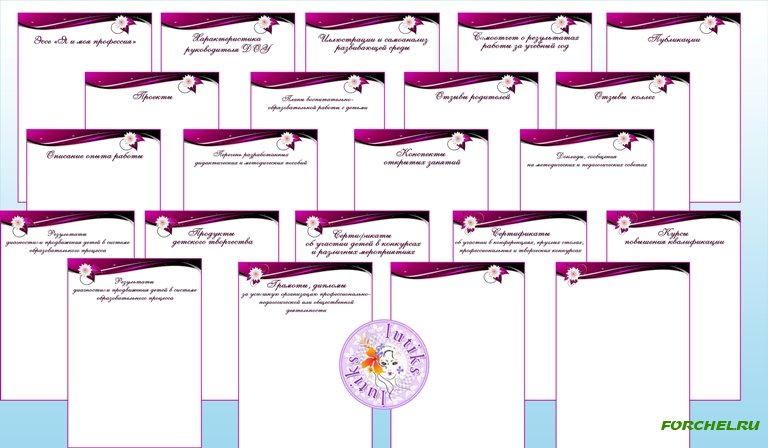 Эссе «Я и моя профессия»
Характеристика
руководителя ДОУ
Иллюстрации и самоанализ
развивающей среды
Самоотчет о результатах
работы за учебный год
Публикации
Проекты
Планы воспитательно-
образовательной работы с детьми
Отзывы родителей
Отзывы коллег
Описание опыта работы
Перечень разработанных
дидактических и методических пособий
Конспекты
открытых занятий
Доклады, сообщения
на методических и педагогических советах
Результаты
диагностики продвижения детей в системе
образовательного процесса
Продукты
детского творчества
Сертификаты
об участии детей в конкурсах
и различных мероприятиях
Сертификаты
об участии в конференциях, круглых столах,
профессиональных и творческих конкурсах
Курсы
повышения квалификации
Результаты
диагностики продвижения детей в системе
образовательного процесса
Грамоты, дипломы
за успешную организацию профессионально-
педагогической или общественной
деятельности
lutiks
lutiks
FORCHEL.RU